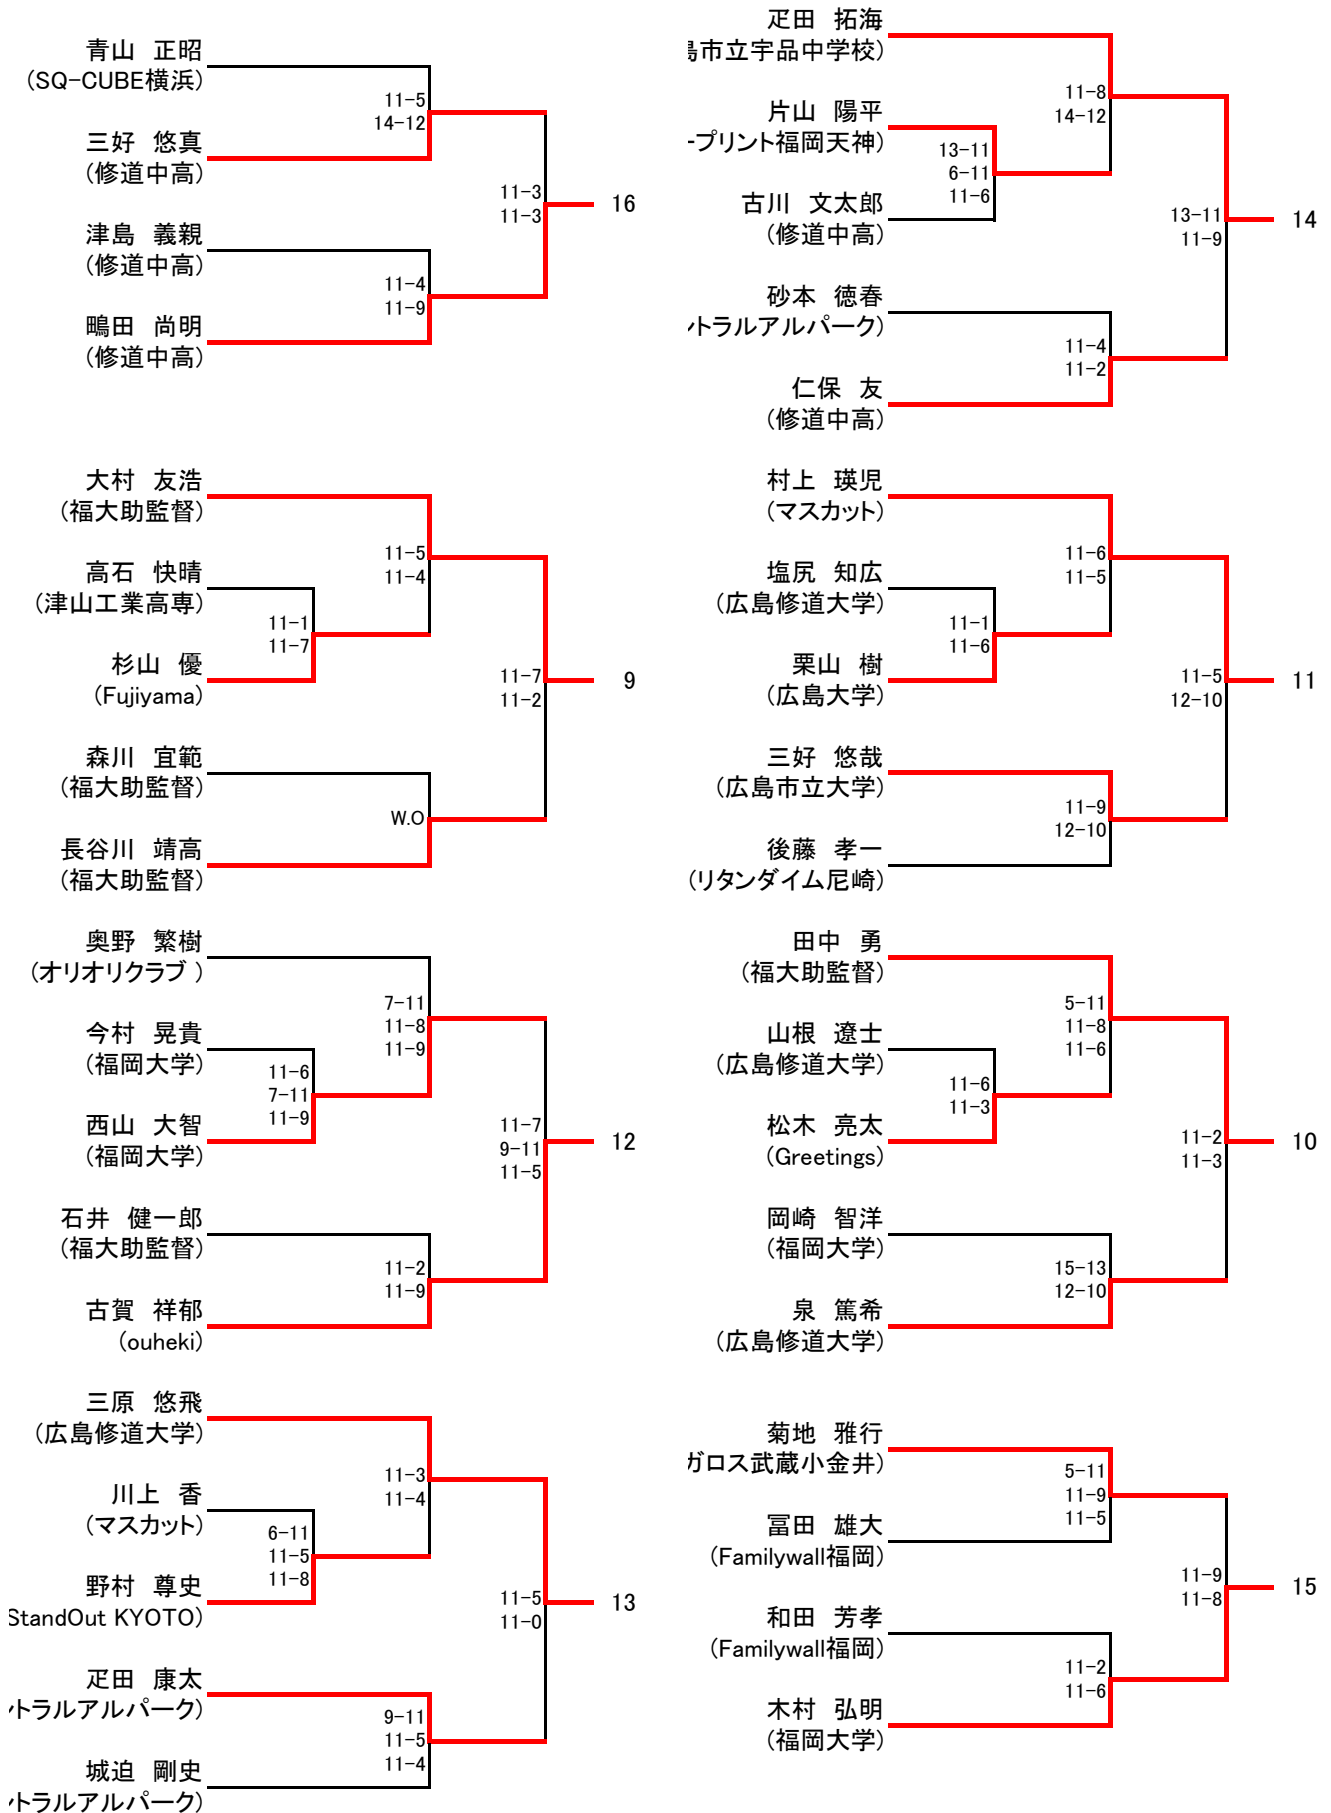 青山 正昭
(SQ-CUBE横浜)
11-5
14-12
三好 悠真
(修道中高)
11-3
11-3
16
津島 義親
(修道中高)
11-4
11-9
鴫田 尚明
(修道中高)
大村 友浩
(福大助監督)
11-5
11-4
高石 快晴
(津山工業高専)
11-1
11-7
杉山 優
(Fujiyama)
11-7
11-2
9
森川 宜範
(福大助監督)
W.O
長谷川 靖高
(福大助監督)
奥野 繁樹
(オリオリクラブ )
7-11
11-8
11-9
今村 晃貴
(福岡大学)
11-6
7-11
11-9
西山 大智
(福岡大学)
11-7
9-11
11-5
12
石井 健一郎
(福大助監督)
11-2
11-9
古賀 祥郁
(ouheki)
三原 悠飛
(広島修道大学)
11-3
11-4
川上 香
(マスカット)
6-11
11-5
11-8
野村 尊史
StandOut KYOTO)
11-5
11-0
13
疋田 康太
トラルアルパーク)
9-11
11-5
11-4
城迫 剛史
トラルアルパーク)
疋田 拓海
島市立宇品中学校)
11-8
14-12
片山 陽平
ープリント福岡天神)
13-11
6-11
11-6
古川 文太郎
(修道中高)
13-11
11-9
14
砂本 徳春
ントラルアルパーク)
11-4
11-2
仁保 友
(修道中高)
村上 瑛児
(マスカット)
11-6
11-5
塩尻 知広
(広島修道大学)
11-1
11-6
栗山 樹
(広島大学)
11-5
12-10
11
三好 悠哉
(広島市立大学)
11-9
12-10
後藤 孝一
(リタンダイム尼崎)
田中 勇
(福大助監督)
5-11
11-8
11-6
山根 遼士
(広島修道大学)
11-6
11-3
松木 亮太
(Greetings)
11-2
11-3
10
岡崎 智洋
(福岡大学)
15-13
12-10
泉 篤希
(広島修道大学)
菊地 雅行
ガロス武蔵小金井)
5-11
11-9
11-5
冨田 雄大
(Familywall福岡)
11-9
11-8
15
和田 芳孝
(Familywall福岡)
11-2
11-6
木村 弘明
(福岡大学)